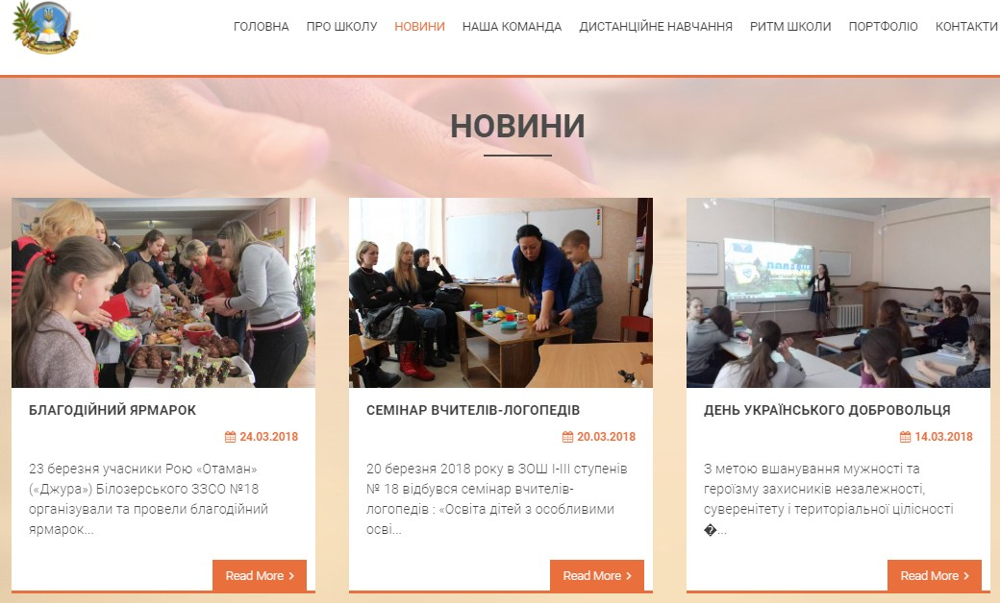 ГОЛОВНА ПРО ШКОЛУ НОВИНИ НАША КОМАНДА ДИСТАНЦІЙНЕ НАВЧАННЯ РИТМ ШКОЛИ ПОРТФОЛІО КОНТАКТИ
НОВИНИ
БЛАГОДІЙНИЙ ЯРМАРОК
24.03.2018
23 березня учасники Рою «Отаман»
(«Джура») Білозерського ЗЗСО №18
організували та провели благодійний
ярмарок...
Read More
СЕМІНАР ВЧИТЕЛІВ-ЛОГОПЕДІВ
20.03.2018
20 березня 2018 року в ЗОШ І-ІІІ ступенів
№ 18 відбувся семінар вчителів-
логопедів : «Освіта дітей з особливими
осві...
Read More
ДЕНЬ УКРАЇНСЬКОГО ДОБРОВОЛЬЦЯ
14.03.2018
З метою вшанування мужності та
героїзму захисників незалежності,
суверенітету і територіальної цілісності
�...
Read More